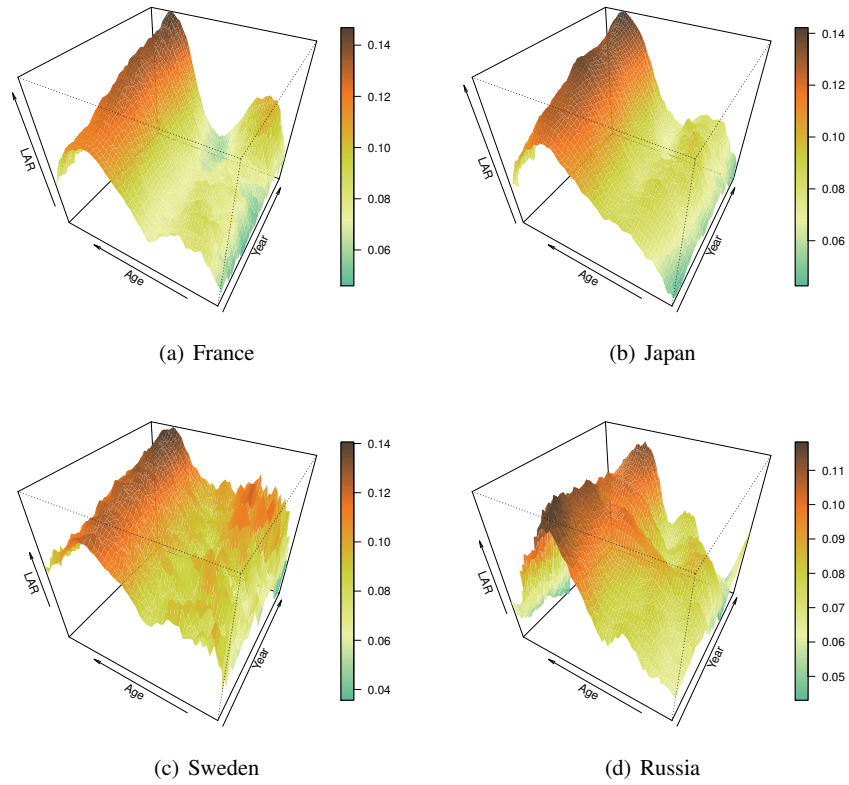 LAR
Age
Year
0.14
0.12
0.10
0.08
0.06
(a) France
LAR
Age
Year
0.14
0.12
0.10
0.08
0.06
(b) Japan
LAR
Age
Year
0.14
0.12
0.10
0.08
0.06
0.04
(c) Sweden
LAR
Age
Year
0.11
0.10
0.09
0.08
0.07
0.06
0.05
(d) Russia